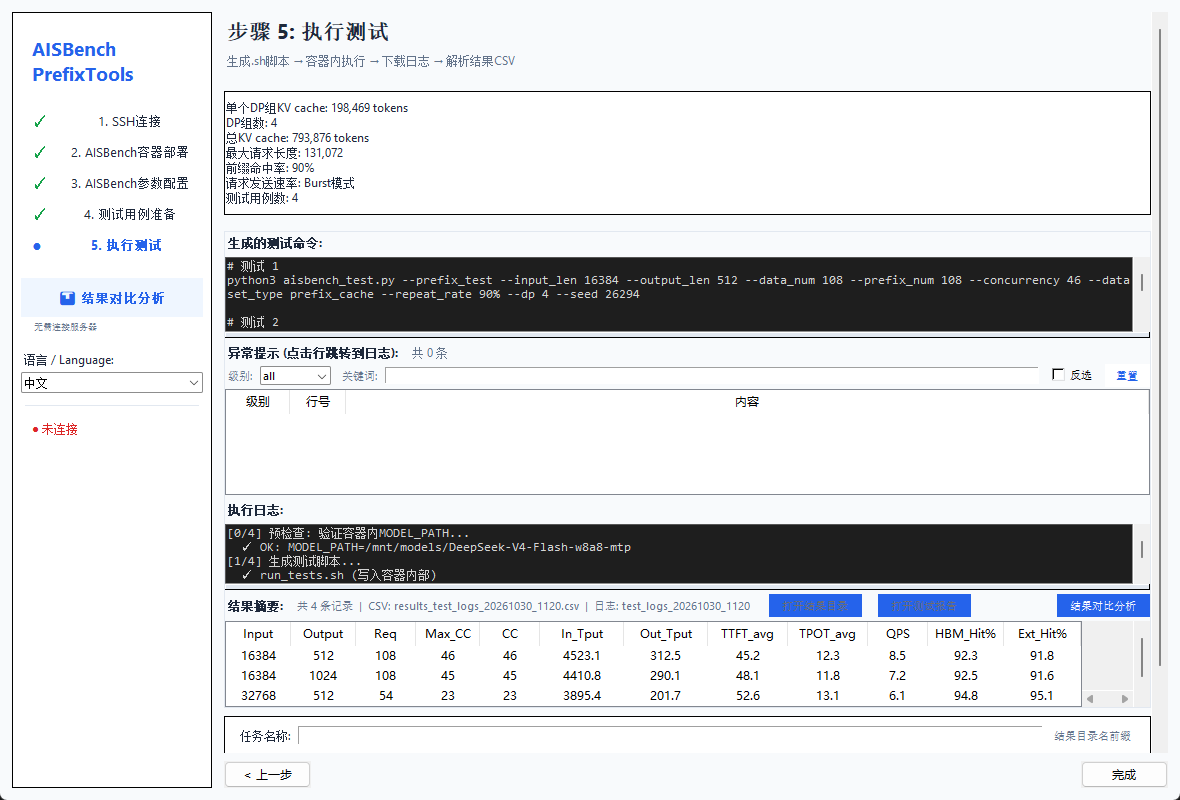 AISBench
PrefixTools
✓ 1. SSH连接
✓ 2. AISBench容器部署
✓ 3. AISBench参数配置
✓ 4. 测试用例准备
● 5. 执行测试
结果对比分析
无需连接服务器
语言 / Language:
中文
● 未连接
步骤 5: 执行测试
生成.sh脚本 → 容器内执行 → 下载日志 → 解析结果CSV
单个DP组KV cache: 198,469 tokens
DP组数: 4
总KV cache: 793,876 tokens
最大请求长度: 131,072
前缀命中率: 90%
请求发送速率: Burst模式
测试用例数: 4
生成的测试命令:
# 测试 1
python3 aisbench_test.py --prefix_test --input_len 16384 --output_len 512 --data_num 108 --prefix_num 108 --concurrency 46 --data
set_type prefix_cache --repeat_rate 90% --dp 4 --seed 26294
# 测试 2
异常提示 (点击行跳转到日志): 共 0 条
级别: all 关键词: 反选 重置
级别 行号 内容
执行日志:
[0/4] 预检查: 验证容器内MODEL_PATH...
✓ OK: MODEL_PATH=/mnt/models/DeepSeek-V4-Flash-w8a8-mtp
[1/4] 生成测试脚本...
✓ run_tests.sh (写入容器内部)
结果摘要: 共 4 条记录 | CSV: results_test_logs_20261030_1120.csv | 日志: test_logs_20261030_1120 打开结果目录 打开测试报告 结果对比分析
Input Output Req Max_CC CC In_Tput Out_Tput TTFT_avg TPOT_avg QPS HBM_Hit% Ext_Hit%
16384 512 108 46 46 4523.1 312.5 45.2 12.3 8.5 92.3 91.8
16384 1024 108 45 45 4410.8 290.1 48.1 11.8 7.2 92.5 91.6
32768 512 54 23 23 3895.4 201.7 52.6 13.1 6.1 94.8 95.1
任务名称: 结果目录名前缀
< 上一步 完成